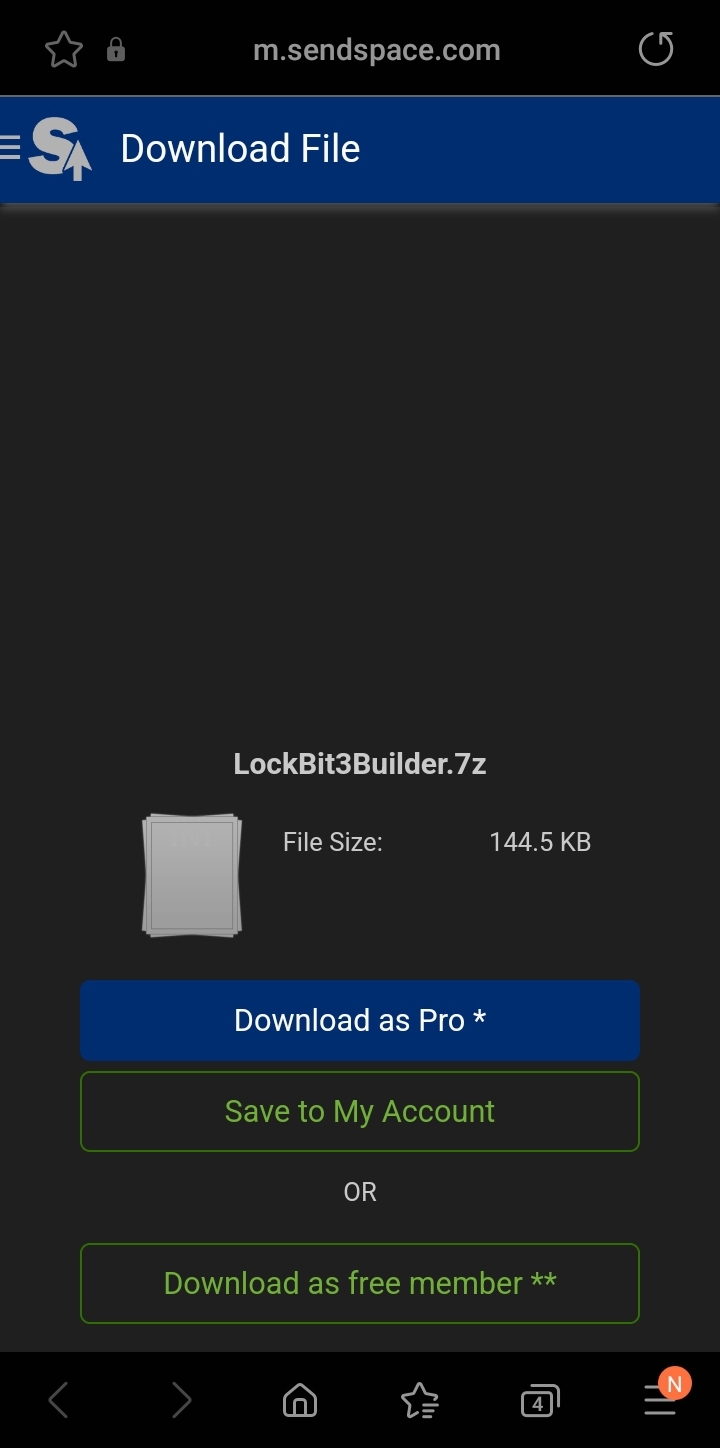 m.sendspace.com
Download File
LockBit3Builder.7z
File Size: 144.5 KB
Download as Pro *
Save to My Account
OR
Download as free member **
4
N